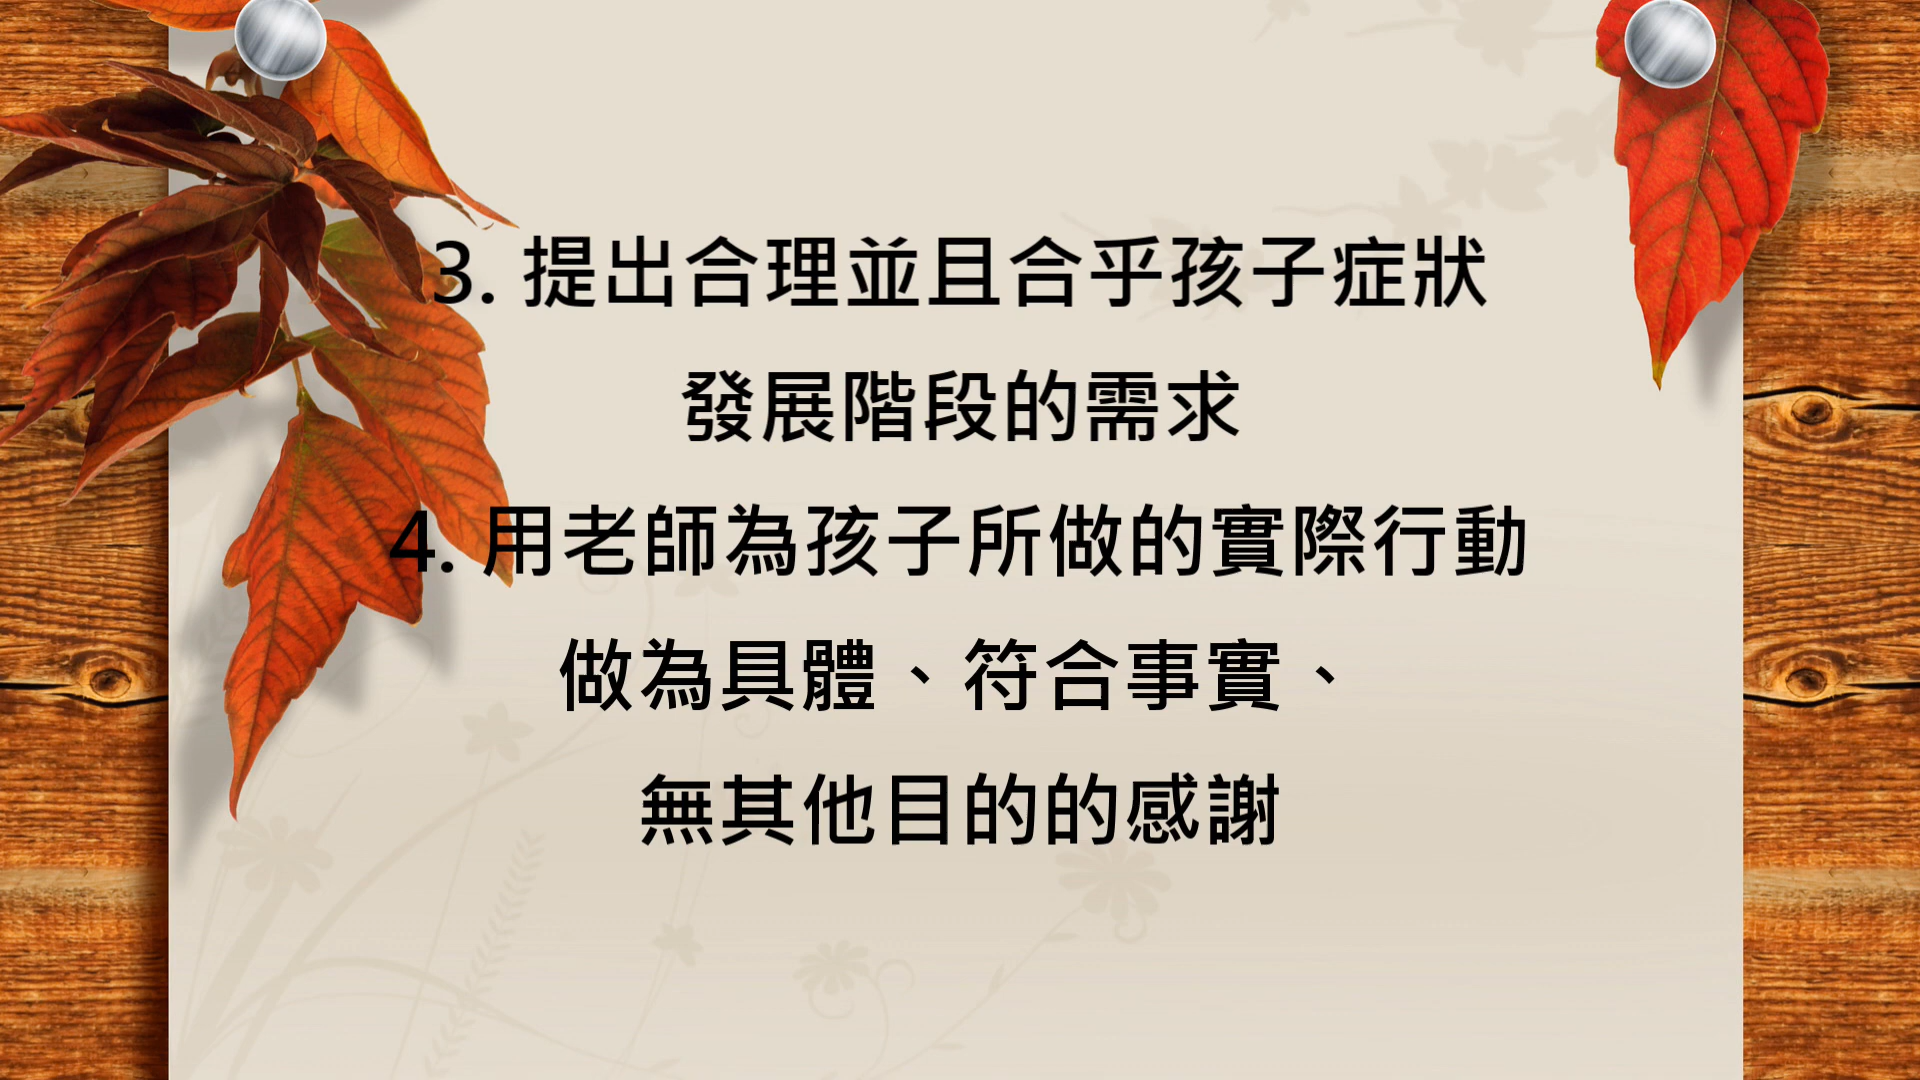 3. 提出合理並且合乎孩子症狀
發展階段的需求
4. 用老師為孩子所做的實際行動
做為具體、符合事實、
無其他目的的感謝